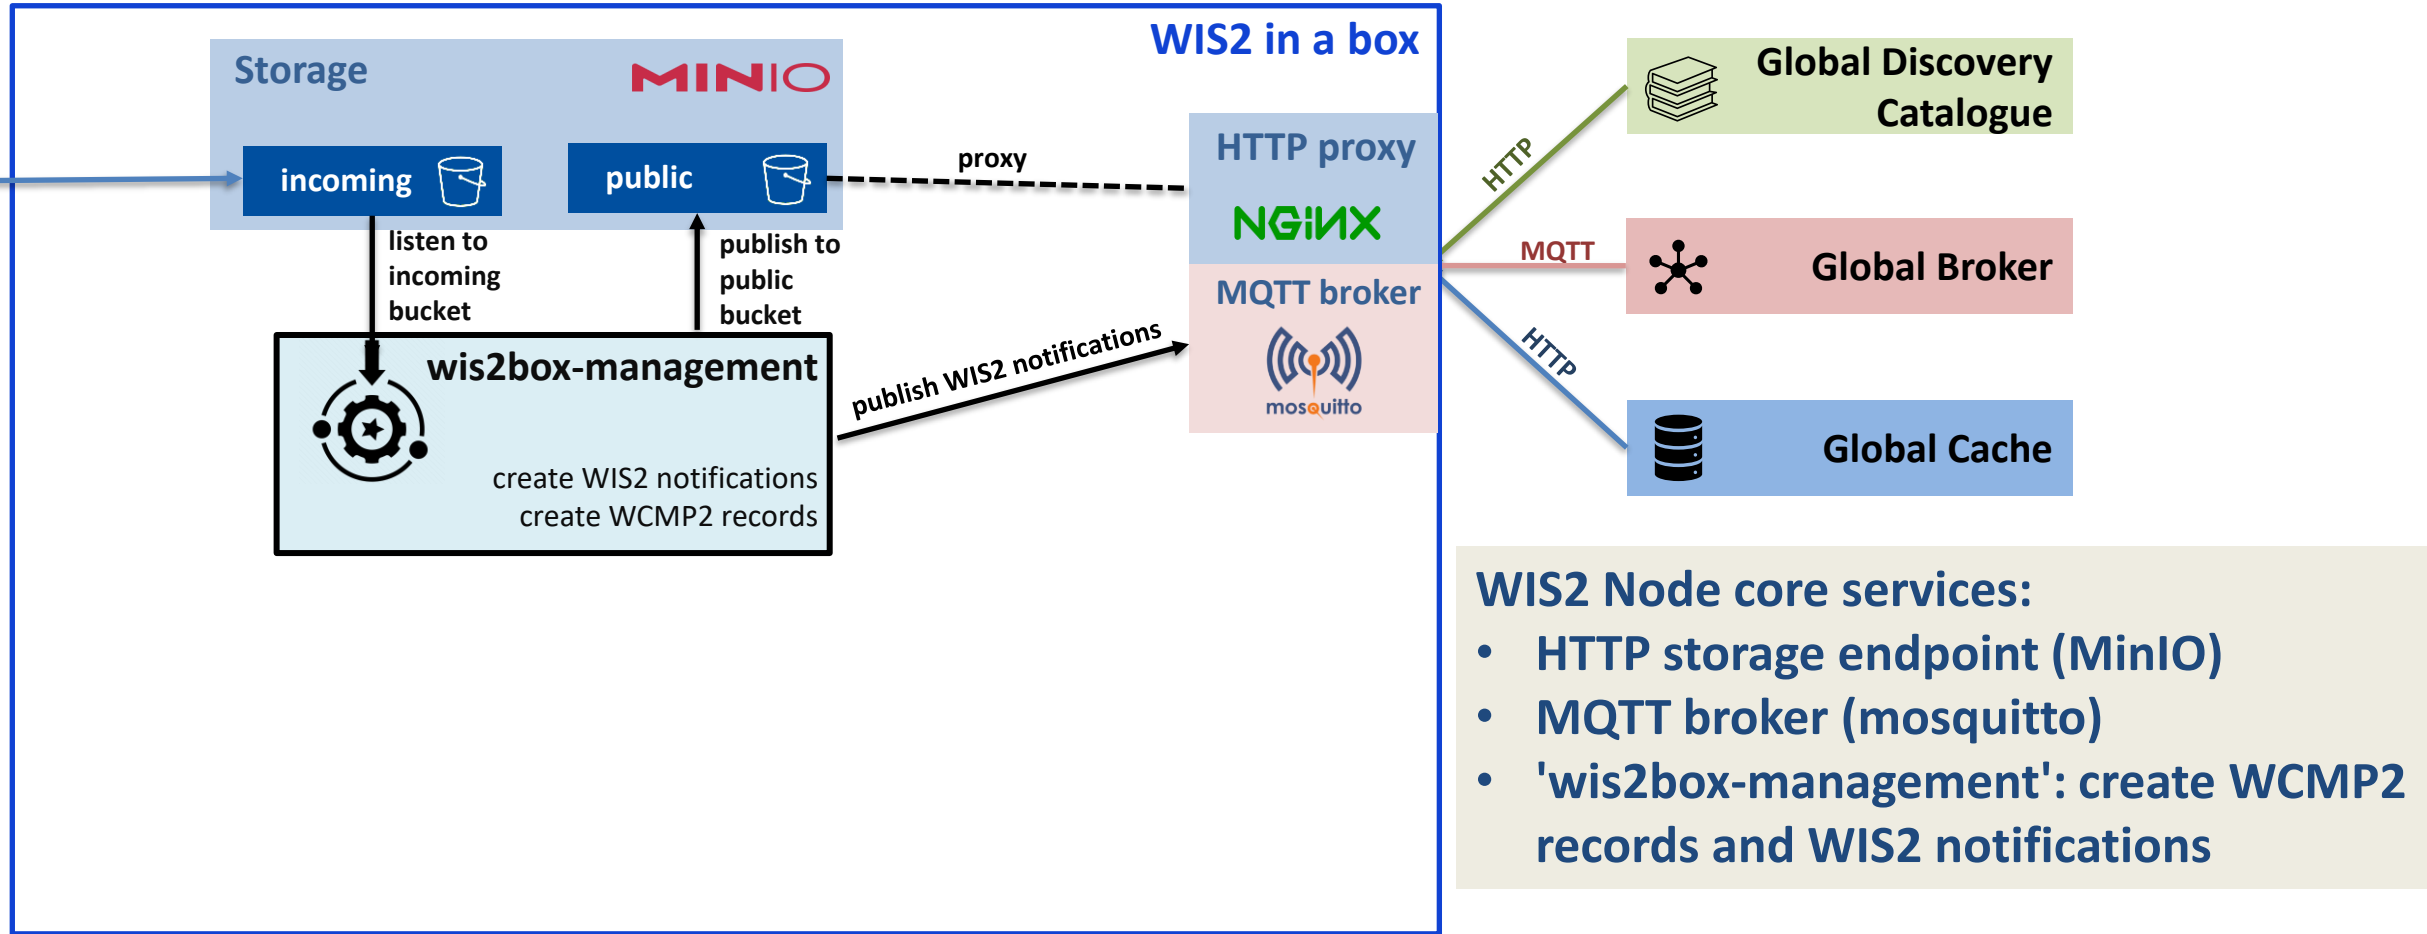 WIS2 in a box
Storage
MINIO
incoming
public
proxy
listen to
incoming
bucket
publish to
public
bucket
wis2box-management
create WIS2 notifications
create WCMP2 records
publish WIS2 notifications
HTTP proxy
NGINX
MQTT broker
mosquitto
HTTP
MQTT
HTTP
Global Discovery
Catalogue
Global Broker
Global Cache
WIS2 Node core services:
• HTTP storage endpoint (MinIO)
• MQTT broker (mosquitto)
• 'wis2box-management': create WCMP2
records and WIS2 notifications